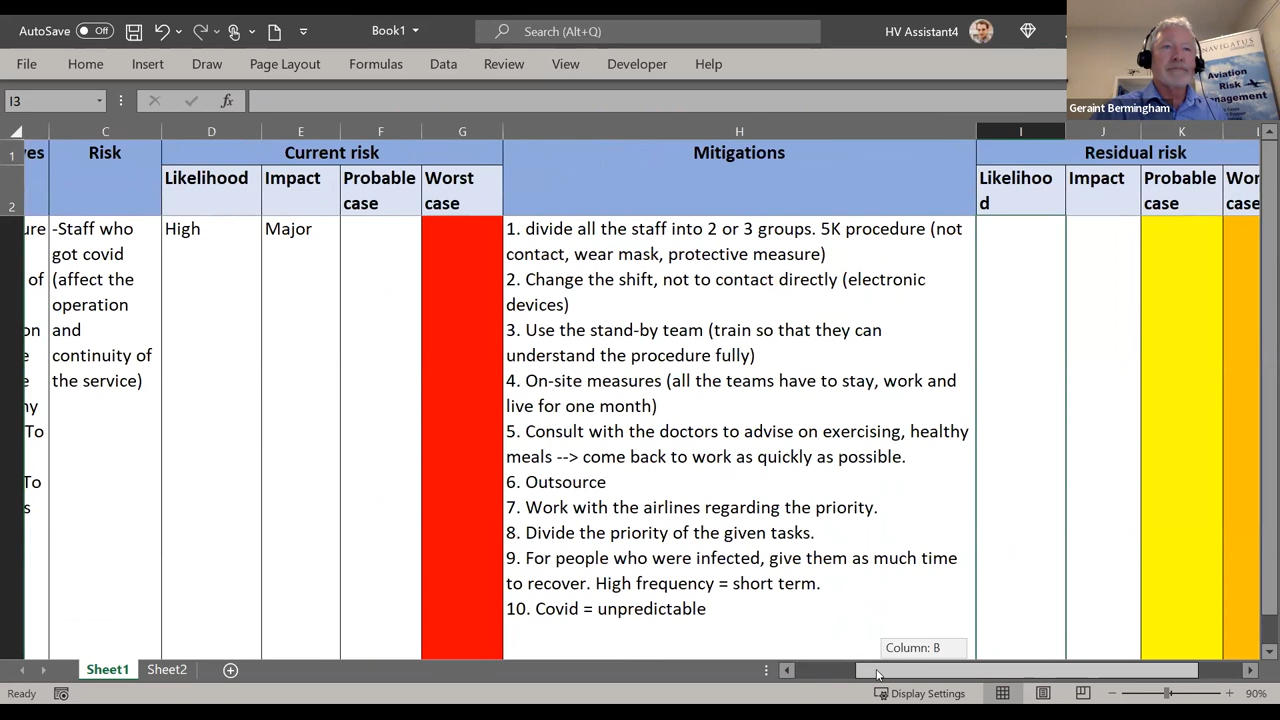 AutoSave Off Book1 Search (Alt+Q) HV Assistant4
File Home Insert Page Layout Formulas Data Review View Developer Help
NAVIGATUS
Aviation
Risk
Geraint Bermingham
I3 fx
C D E F G H I J K
1 Risk Current risk Mitigations Residual risk
Likelihood Impact Probable case Worst case Likelihoo d Impact Probable case
2
-Staff who
got covid
(affect the
operation
and
continuity of
the service)
High Major
1. divide all the staff into 2 or 3 groups. 5K procedure (not
contact, wear mask, protective measure)
2. Change the shift, not to contact directly (electronic
devices)
3. Use the stand-by team (train so that they can
understand the procedure fully)
4. On-site measures (all the teams have to stay, work and
live for one month)
5. Consult with the doctors to advise on exercising, healthy
meals --> come back to work as quickly as possible.
6. Outsource
7. Work with the airlines regarding the priority.
8. Divide the priority of the given tasks.
9. For people who were infected, give them as much time
to recover. High frequency = short term.
10. Covid = unpredictable
Column: B
Sheet1 Sheet2
Ready Display Settings 90%